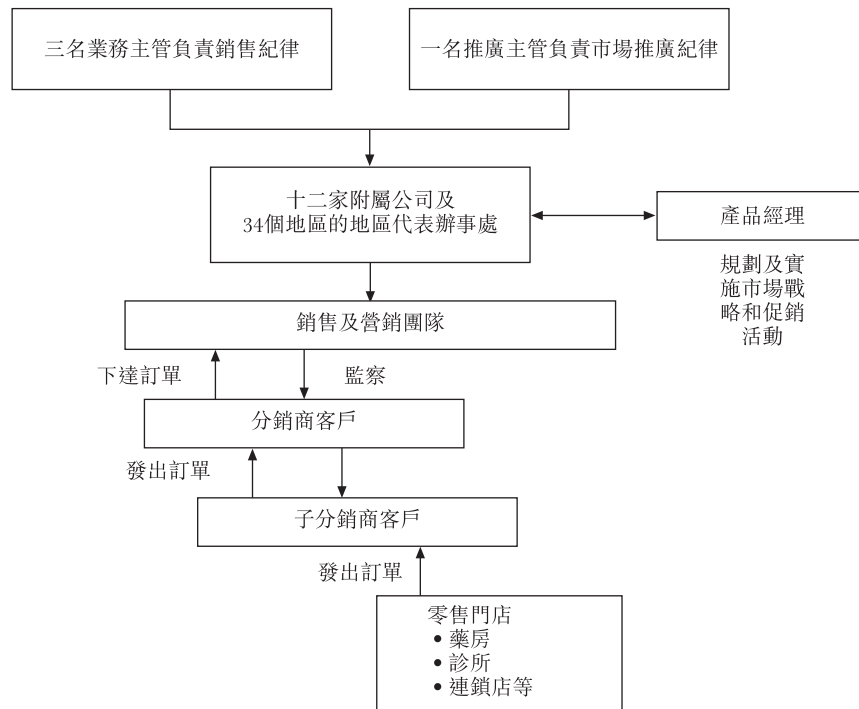 三名業務主管負責銷售紀律
一名推廣主管負責市場推廣紀律
十二家附屬公司及
34個地區的地區代表辦事處
產品經理
規劃及實
施市場戰
略和促銷
活動
銷售及營銷團隊
下達訂單
監察
分銷商客戶
發出訂單
子分銷商客戶
發出訂單
零售門店
• 藥房
• 診所
• 連鎖店等